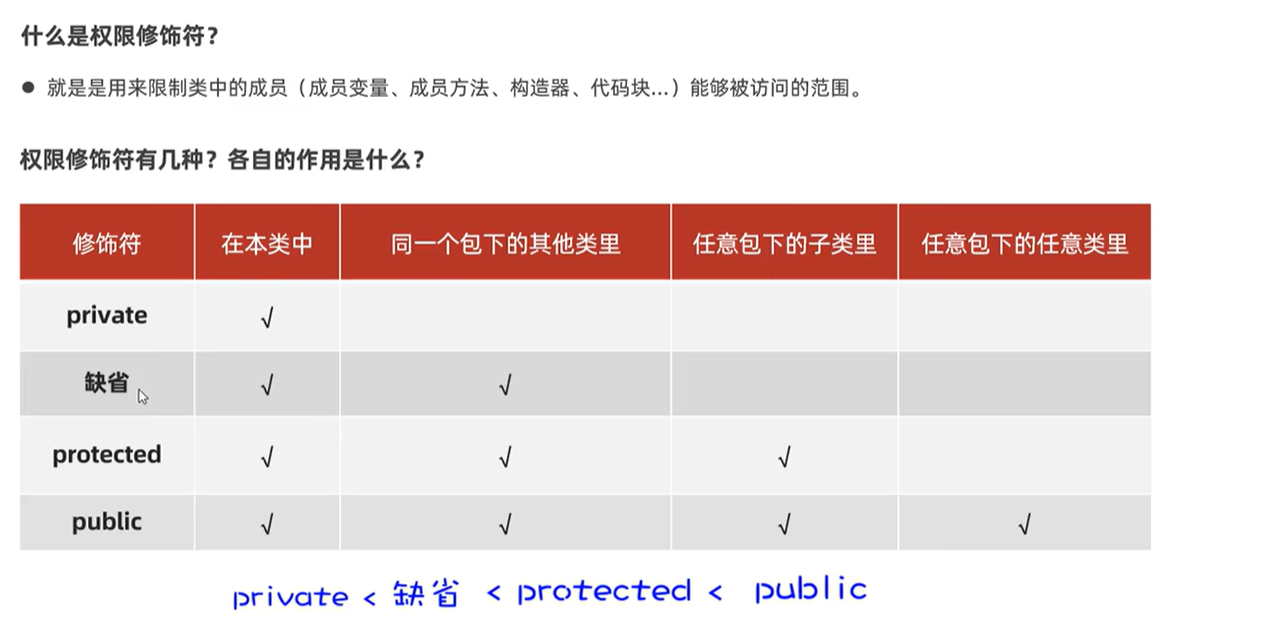 什么是权限修饰符？
● 就是是用来限制类中的成员（成员变量、成员方法、构造器、代码块...）能够被访问的范围。
权限修饰符有几种？各自的作用是什么？
修饰符 在本类中 同一个包下的其他类里 任意包下的子类里 任意包下的任意类里
private √
缺省 √ √
protected √ √ √
public √ √ √ √
private < 缺省 < protected < public